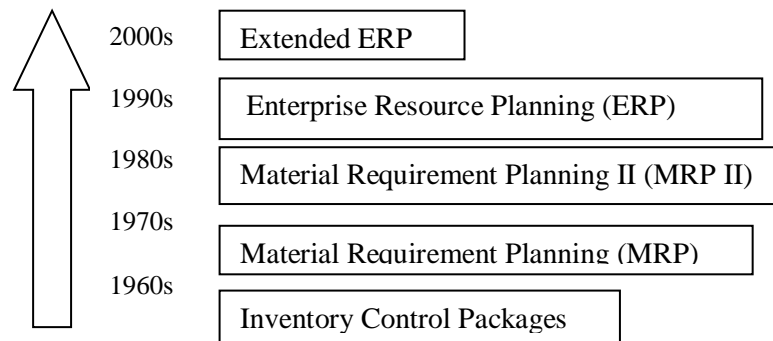 2000s
Extended ERP
1990s
Enterprise Resource Planning (ERP)
1980s
Material Requirement Planning II (MRP II)
1970s
Material Requirement Planning (MRP)
1960s
Inventory Control Packages